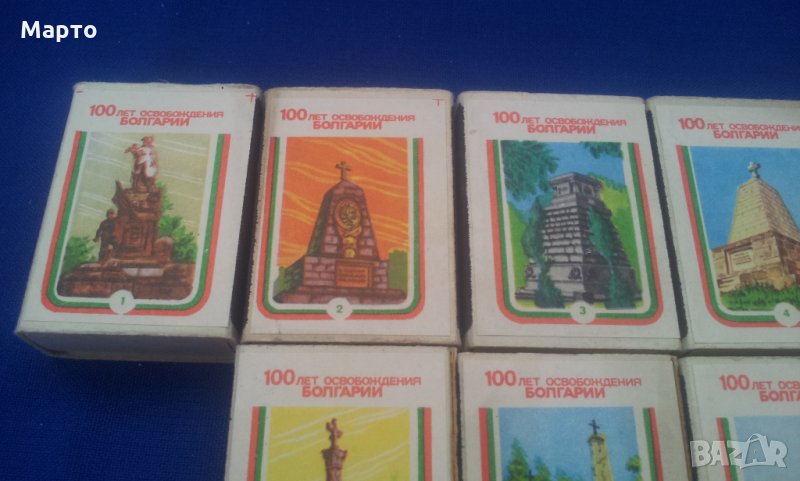 Марто
100 ЛЕТ ОСВОБОЖДЕНИЯ
БОЛГАРИИ
1
100 ЛЕТ ОСВОБОЖДЕНИЯ
БОЛГАРИИ
2
100 ЛЕТ ОСВОБОЖДЕНИЯ
БОЛГАРИИ
3
100 ЛЕТ ОСВОБОЖДЕНИЯ
БОЛГАРИИ
4
100 ЛЕТ ОСВОБОЖДЕНИЯ
БОЛГАРИИ
100 ЛЕТ ОСВОБОЖДЕНИЯ
БОЛГАРИИ
100 ЛЕТ ОСВОБОЖД
БОЛГАРИИ
BAZAR